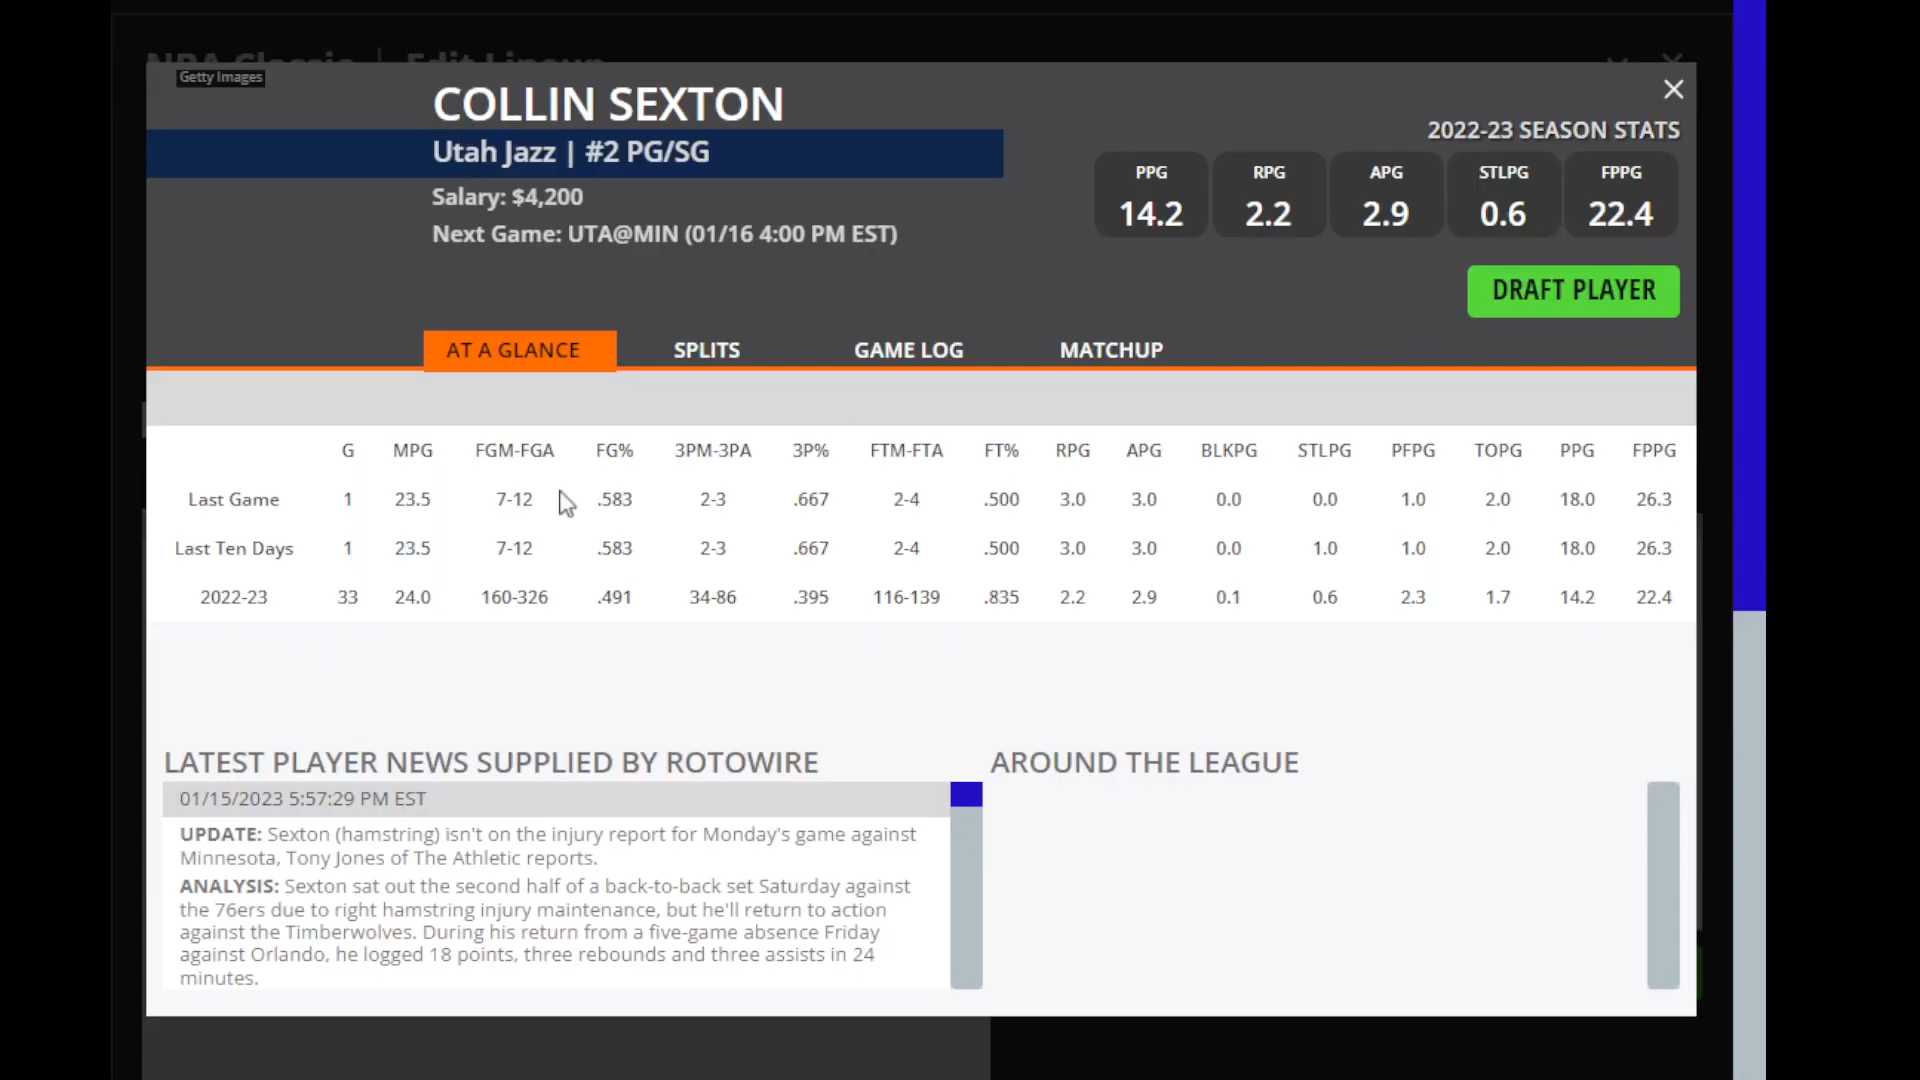 NBA Classic | Edit Lineup
Getty Images
COLLIN SEXTON
Utah Jazz | #2 PG/SG
Salary: $4,200
Next Game: UTA@MIN (01/16 4:00 PM EST)
2022-23 SEASON STATS
PPG RPG APG STLPG FPPG
14.2 2.2 2.9 0.6 22.4
DRAFT PLAYER
AT A GLANCE SPLITS GAME LOG MATCHUP
G MPG FGM-FGA FG% 3PM-3PA 3P% FTM-FTA FT% RPG APG BLKPG STLPG PFPG TOPG PPG FPPG
Last Game 1 23.5 7-12 .583 2-3 .667 2-4 .500 3.0 3.0 0.0 0.0 1.0 2.0 18.0 26.3
Last Ten Days 1 23.5 7-12 .583 2-3 .667 2-4 .500 3.0 3.0 0.0 1.0 1.0 2.0 18.0 26.3
2022-23 33 24.0 160-326 .491 34-86 .395 116-139 .835 2.2 2.9 0.1 0.6 2.3 1.7 14.2 22.4
LATEST PLAYER NEWS SUPPLIED BY ROTOWIRE
01/15/2023 5:57:29 PM EST
UPDATE: Sexton (hamstring) isn't on the injury report for Monday's game against
Minnesota, Tony Jones of The Athletic reports.
ANALYSIS: Sexton sat out the second half of a back-to-back set Saturday against
the 76ers due to right hamstring injury maintenance, but he'll return to action
against the Timberwolves. During his return from a five-game absence Friday
against Orlando, he logged 18 points, three rebounds and three assists in 24
minutes.
AROUND THE LEAGUE